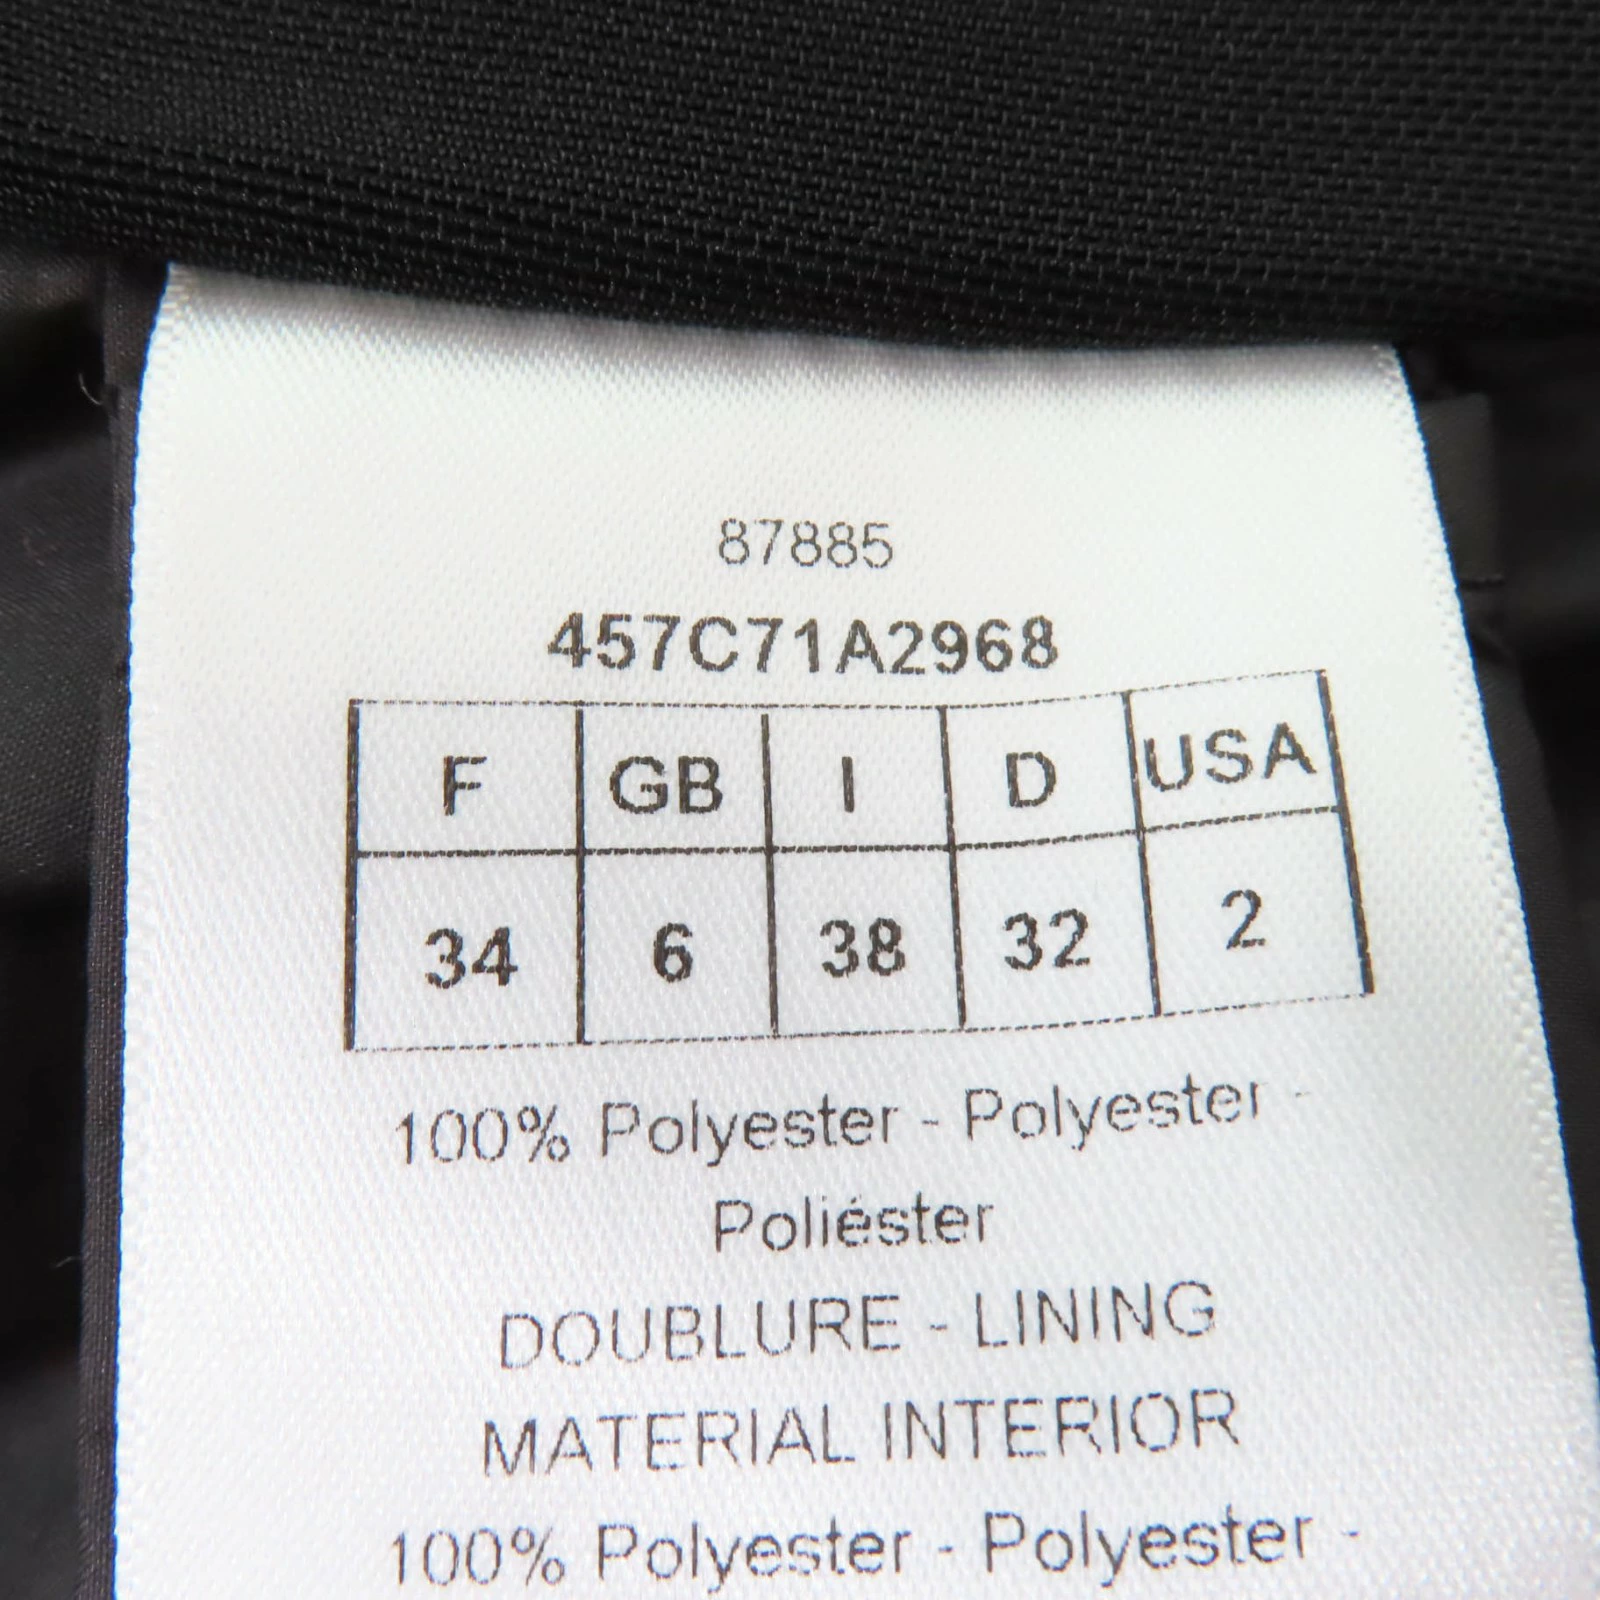 87885
457C71A2968
F GB I D USA
34 6 38 32 2
100% Polyester - Polyester -
Poliéster
DOUBLURE - LINING
MATERIAL INTERIOR
100% Polyester - Polyester -